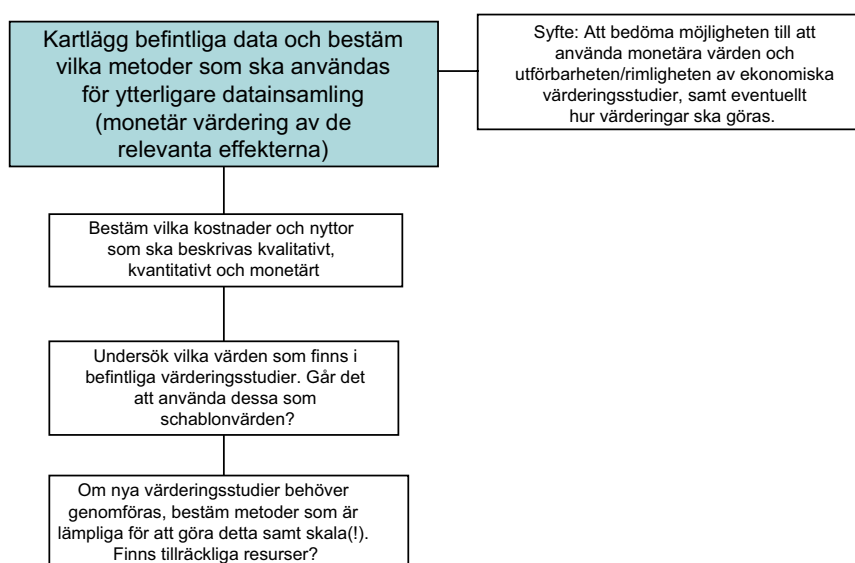 Kartlägg befintliga data och bestäm
vilka metoder som ska användas
för ytterligare datainsamling
(monetär värdering av de
relevanta effekterna)
Syfte: Att bedöma möjligheten till att
använda monetära värden och
utförbarheten/rimligheten av ekonomiska
värderingsstudier, samt eventuellt
hur värderingar ska göras.
Bestäm vilka kostnader och nyttor
som ska beskrivas kvalitativt,
kvantitativt och monetärt
Undersök vilka värden som finns i
befintliga värderingsstudier. Går det
att använda dessa som
schablonvärden?
Om nya värderingsstudier behöver
genomföras, bestäm metoder som är
lämpliga för att göra detta samt skala(!).
Finns tillräckliga resurser?